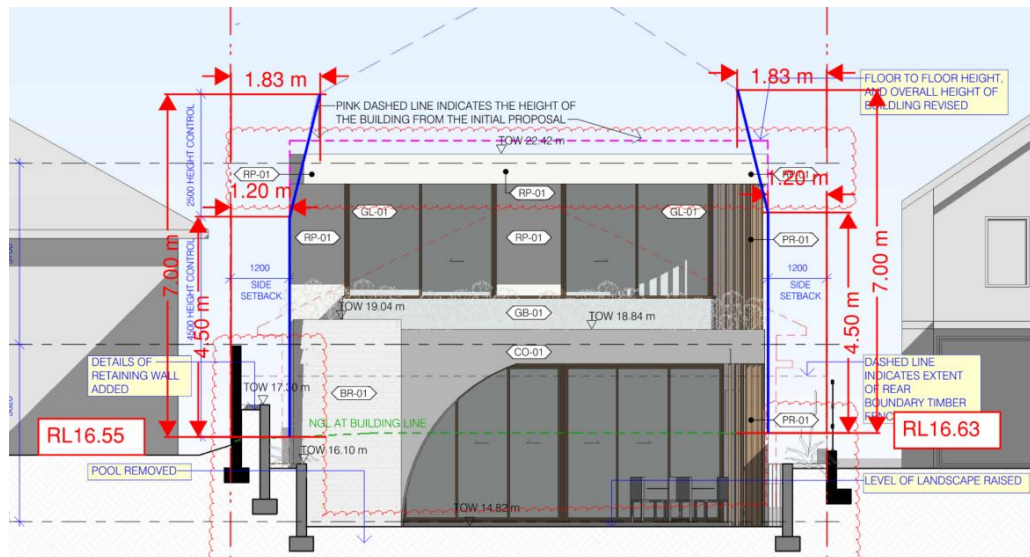 1.83 m
1.83 m
FLOOR TO FLOOR HEIGHT,
AND OVERALL HEIGHT OF
BUILDLING REVISED
PINK DASHED LINE INDICATES THE HEIGHT OF
THE BUILDING FROM THE INITIAL PROPOSAL
TOW 22.42 m
2500 HEIGHT CONTROL
RP-01
RP-01
RP-01
RP-01
1.20 m
1.20 m
GL-01
GL-01
RP-01
RP-01
PR-01
7.00 m
7.00 m
1200
SIDE
SETBACK
1200
SIDE
SETBACK
4500 HEIGHT CONTROL
4.50 m
4.50 m
TOW 19.04 m
GB-01
TOW 18.84 m
CO-01
DETAILS OF
RETAINING WALL
ADDED
DASHED LINE
INDICATES EXTENT
OF REAR
BOUNDARY TIMBER
TOW 17.30 m
BR-01
NGL AT BUILDING LINE
PR-01
RL16.55
RL16.63
TOW 16.10 m
POOL REMOVED
LEVEL OF LANDSCAPE RAISED
TOW 14.82 m